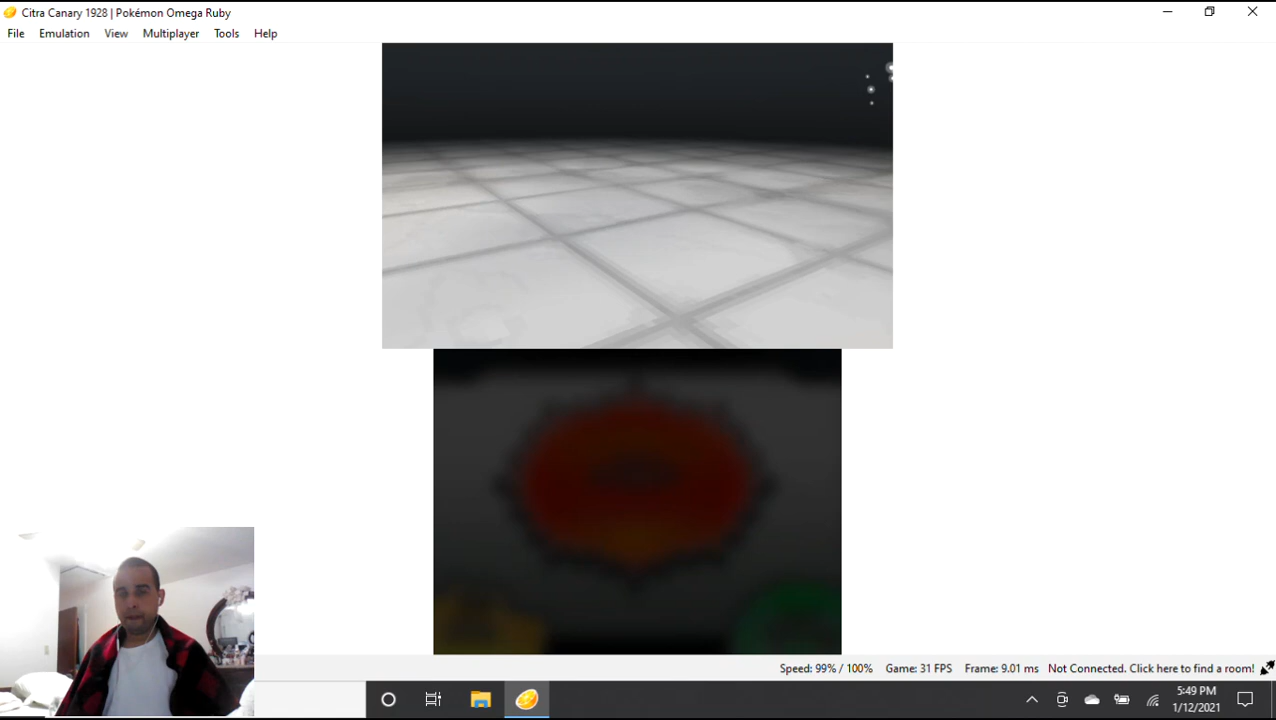 Citra Canary 1928 | Pokémon Omega Ruby
File Emulation View Multiplayer Tools Help
Speed: 99% / 100% Game: 31 FPS Frame: 9.01 ms Not Connected. Click here to find a room!
5:49 PM
1/12/2021